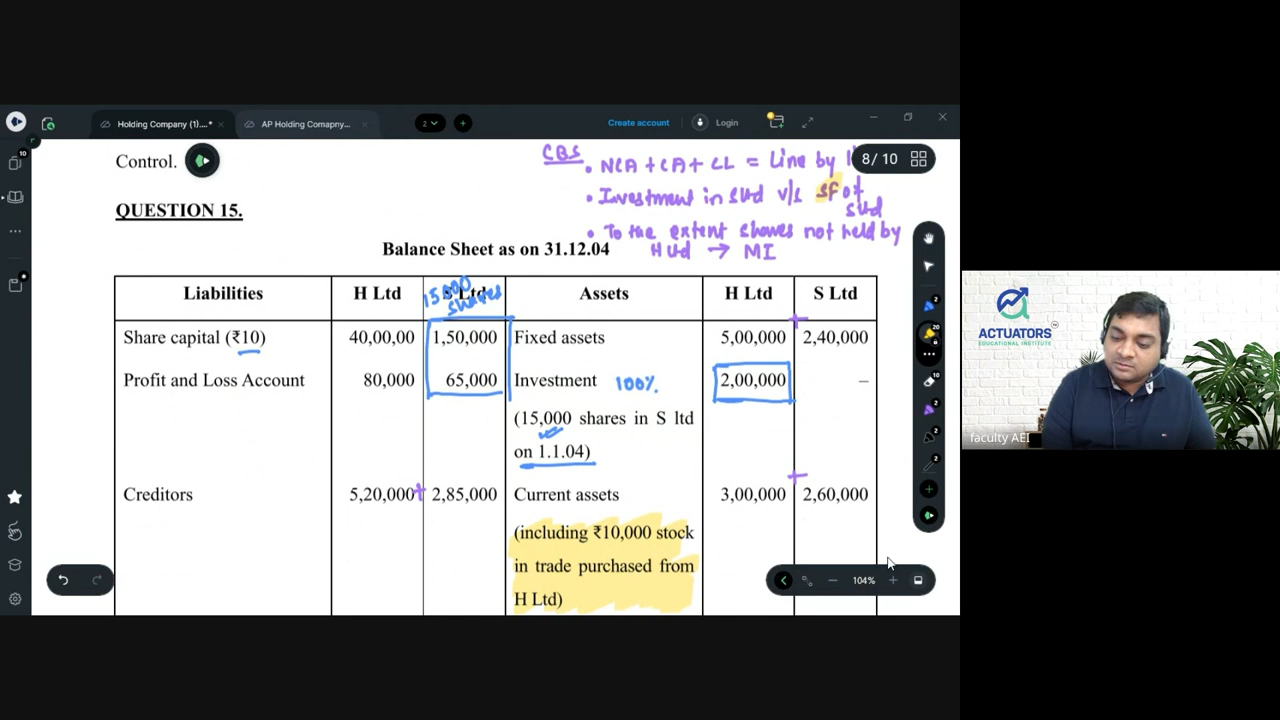 Holding Company (1)....*
AP Holding Comapny...
2
Create account
Login
10
Control.
CBS
8 / 10
• NCA + CA + CL = Line by
• Investment in SLtd v/s SF of
SLtd
QUESTION 15.
• To the extent shares not held by
HLtd → MI
Balance Sheet as on 31.12.04
Liabilities H Ltd S Ltd Assets H Ltd S Ltd
15000
shares
Share capital (₹10) 40,00,00 1,50,000 Fixed assets 5,00,000 + 2,40,000
Profit and Loss Account 80,000 65,000 Investment 100% 2,00,000 –
(15,000 shares in S ltd
on 1.1.04)
Creditors 5,20,000 + 2,85,000 Current assets 3,00,000 + 2,60,000
(including ₹10,000 stock
in trade purchased from
H Ltd)
104%
ACTUATORS
EDUCATIONAL INSTITUTE
faculty AEI